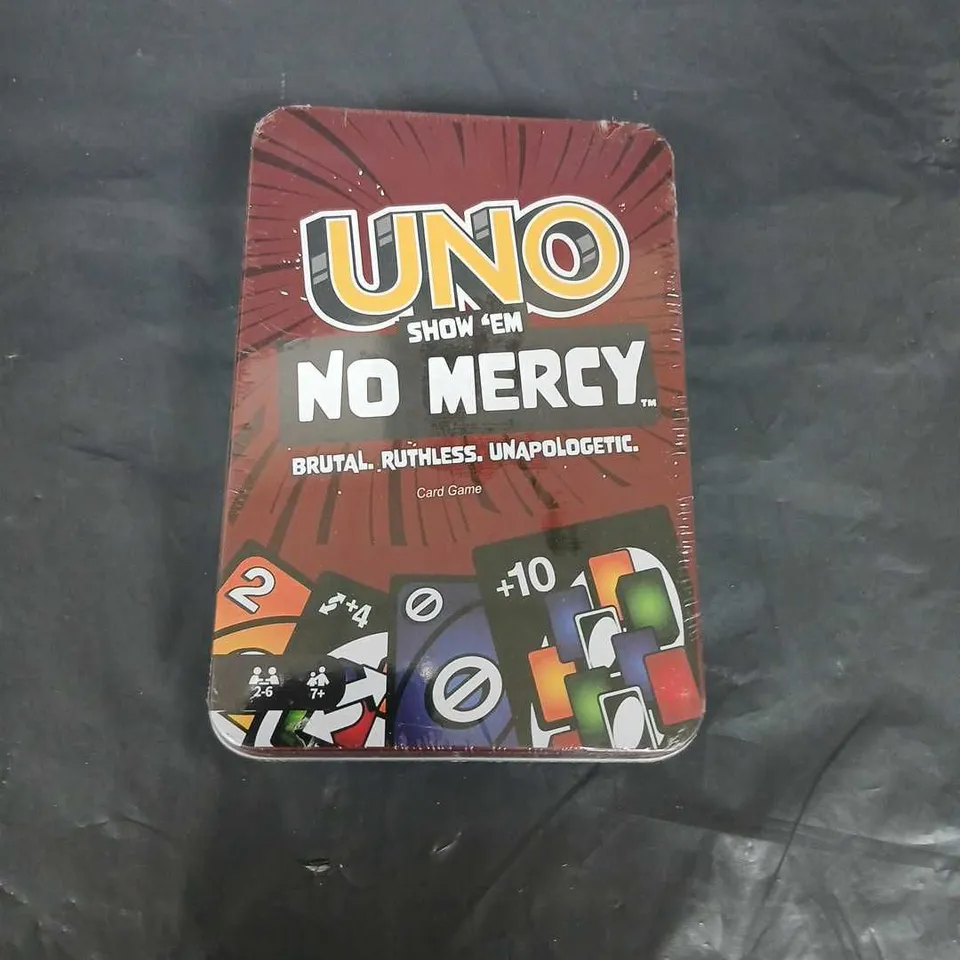 UNO
SHOW ‘EM
NO MERCY™
BRUTAL. RUTHLESS. UNAPOLOGETIC.
Card Game
2
+4
+10
2-6
7+